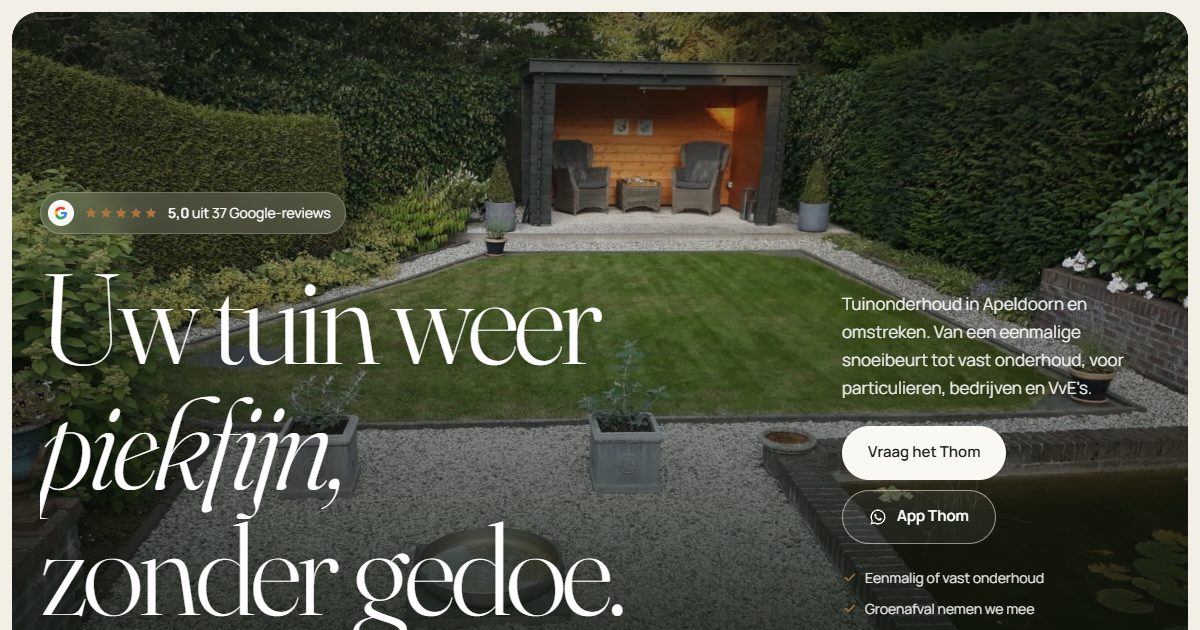 5,0 uit 37 Google-reviews
Uw tuin weer
piekfijn,
zonder gedoe.
Tuinonderhoud in Apeldoorn en
omstreken. Van een eenmalige
snoeibeurt tot vast onderhoud, voor
particulieren, bedrijven en VvE's.
Vraag het Thom
App Thom
Eenmalig of vast onderhoud
Groenafval nemen we mee